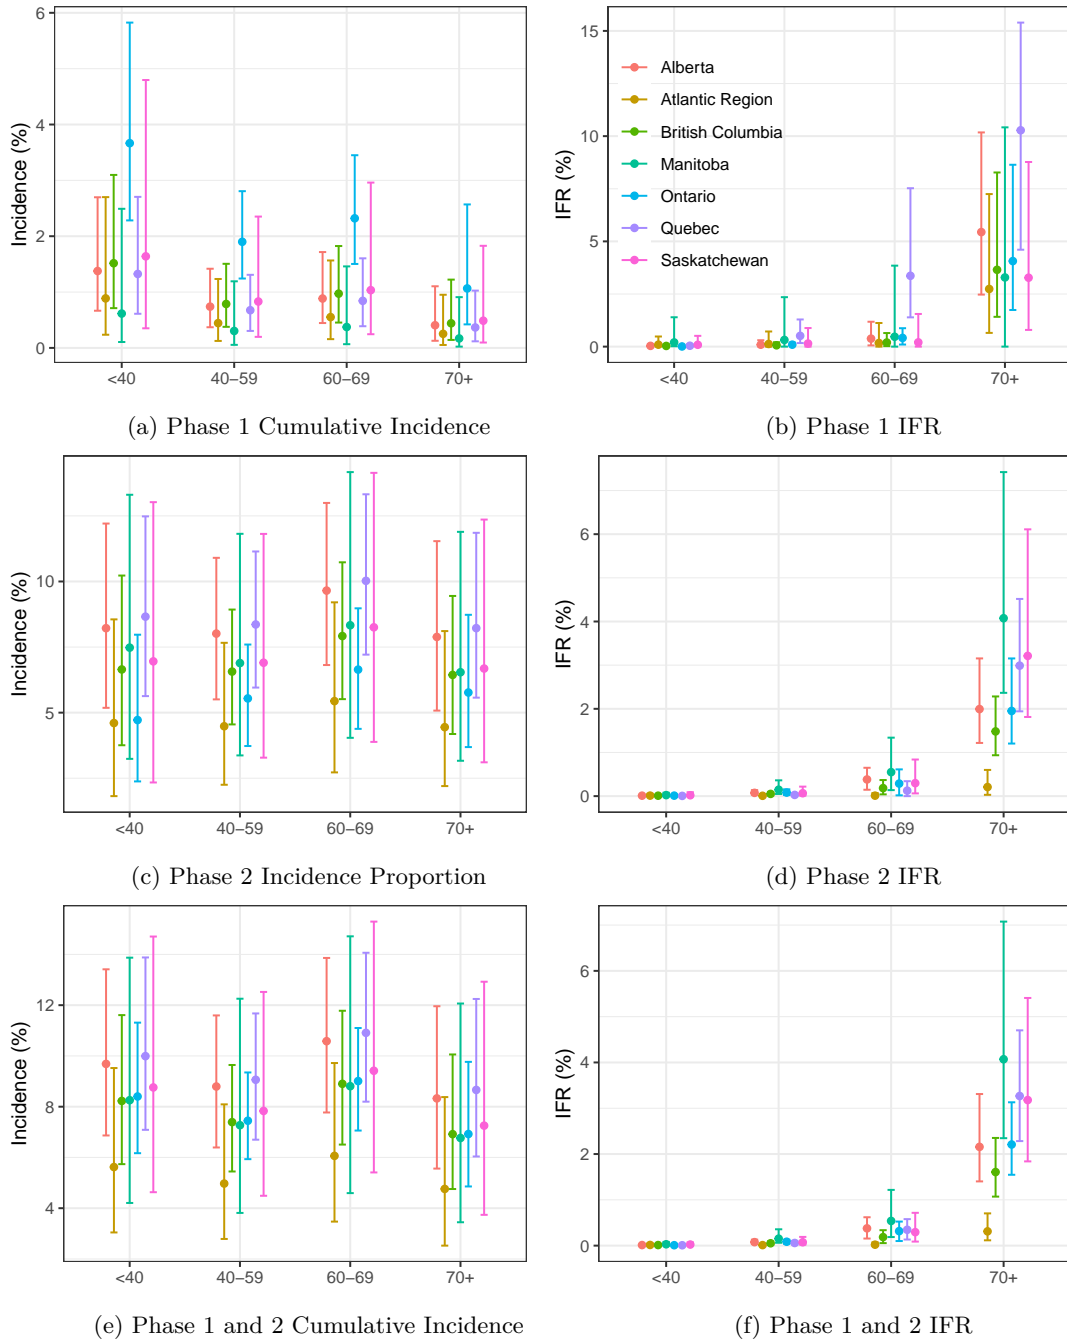 6
4
2
0
Incidence (%)
<40
40–59
60–69
70+
(a) Phase 1 Cumulative Incidence
15
10
5
0
IFR (%)
Alberta
Atlantic Region
British Columbia
Manitoba
Ontario
Quebec
Saskatchewan
<40
40–59
60–69
70+
(b) Phase 1 IFR
10
5
Incidence (%)
<40
40–59
60–69
70+
(c) Phase 2 Incidence Proportion
6
4
2
0
IFR (%)
<40
40–59
60–69
70+
(d) Phase 2 IFR
12
8
4
Incidence (%)
<40
40–59
60–69
70+
(e) Phase 1 and 2 Cumulative Incidence
6
4
2
0
IFR (%)
<40
40–59
60–69
70+
(f) Phase 1 and 2 IFR